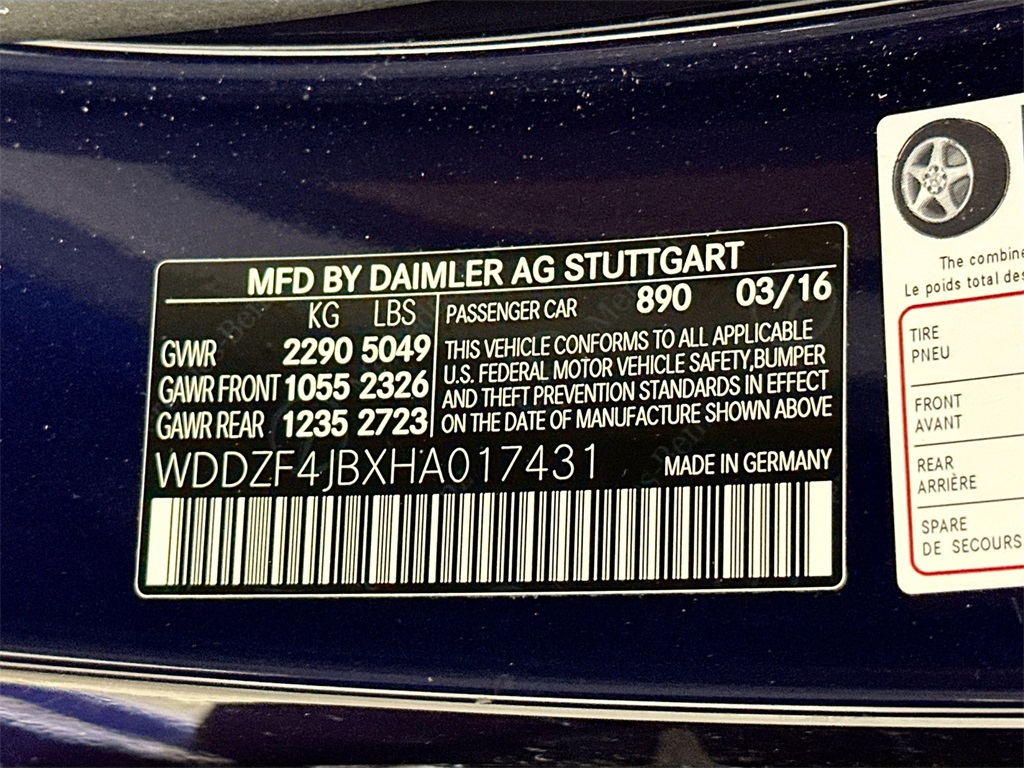 MFD BY DAIMLER AG STUTTGART
KG LBS
GVWR 2290 5049
GAWR FRONT 1055 2326
GAWR REAR 1235 2723
PASSENGER CAR 890 03/16
THIS VEHICLE CONFORMS TO ALL APPLICABLE
U.S. FEDERAL MOTOR VEHICLE SAFETY,BUMPER
AND THEFT PREVENTION STANDARDS IN EFFECT
ON THE DATE OF MANUFACTURE SHOWN ABOVE
WDDZF4JBXHA017431 MADE IN GERMANY
The combine
Le poids total des
TIRE
PNEU
FRONT
AVANT
REAR
ARRIÈRE
SPARE
DE SECOURS